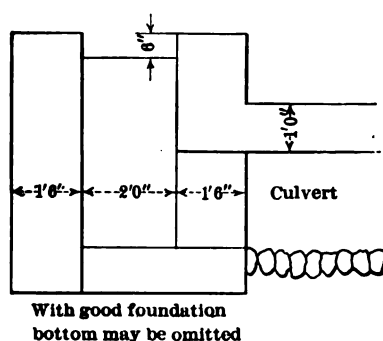 6"
1'0"
1'6" 2'0" 1'6" Culvert
With good foundation
bottom may be omitted